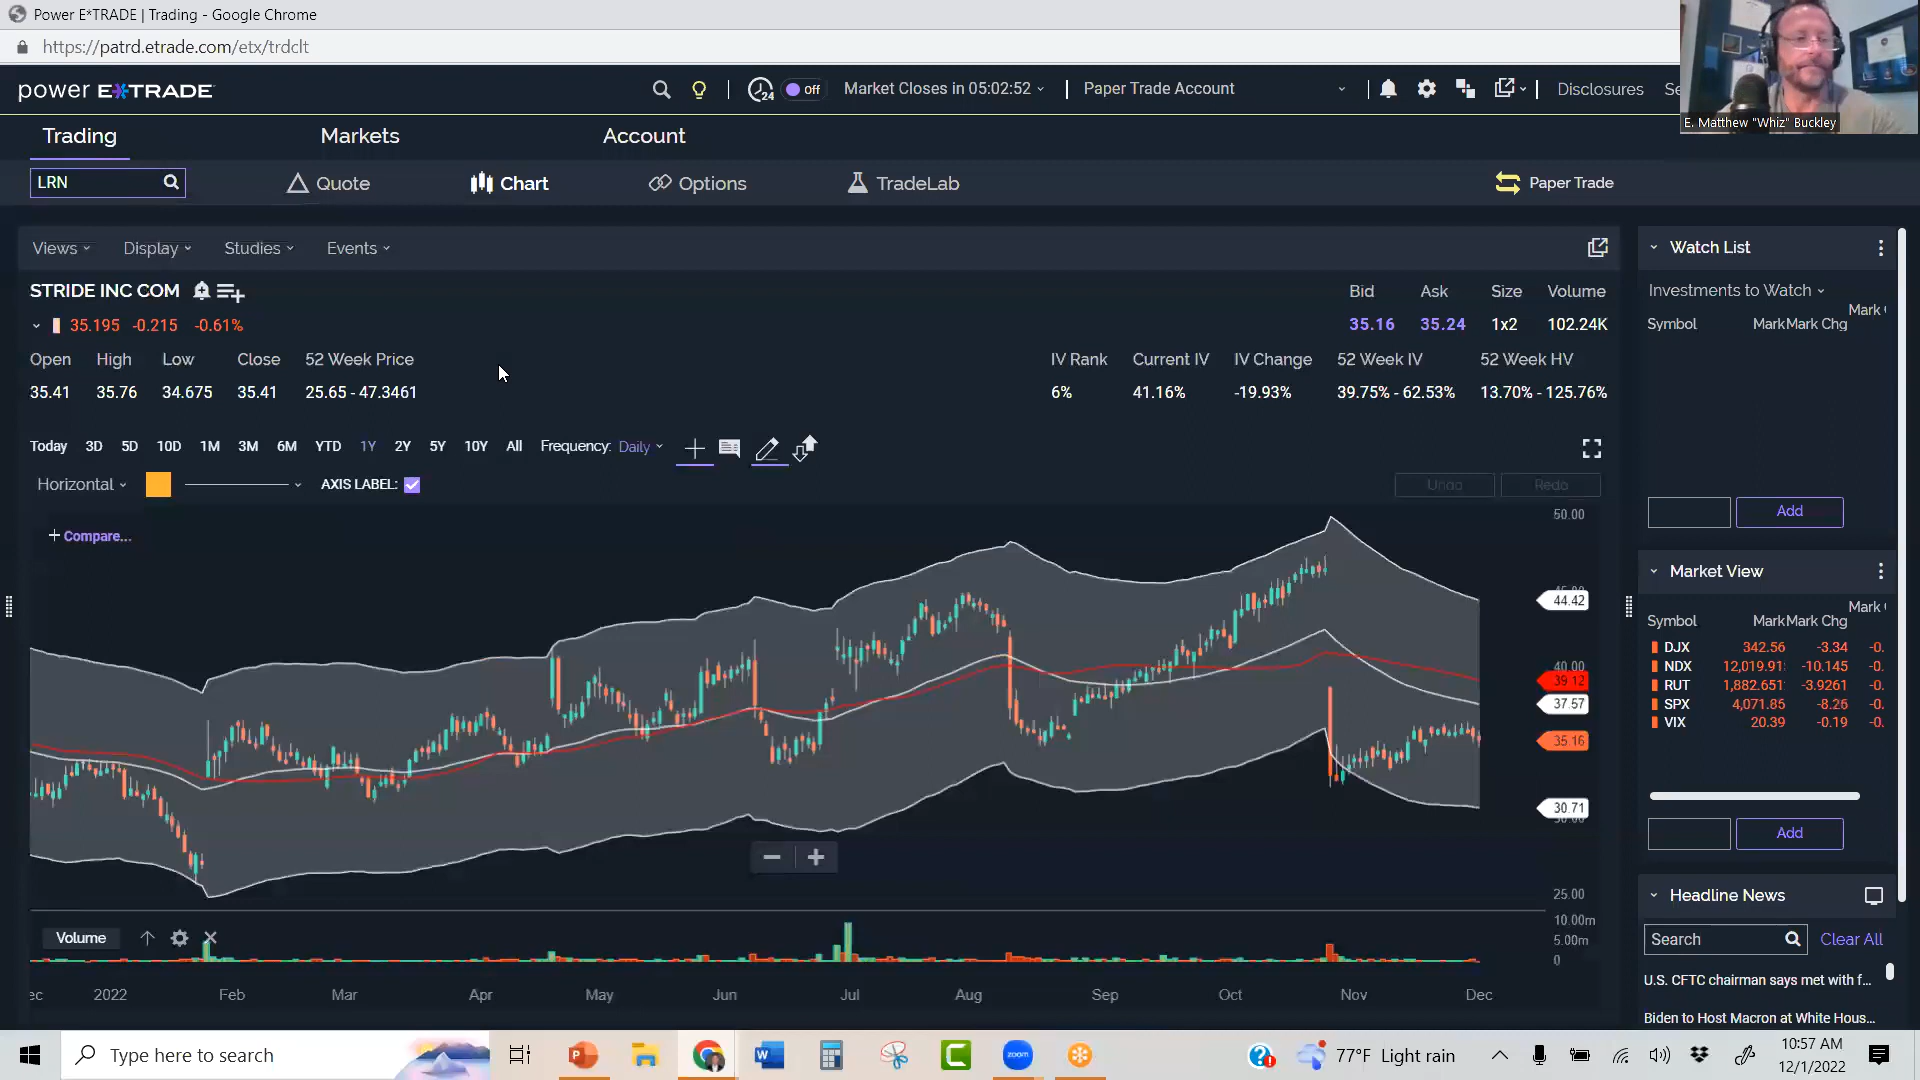 Power E*TRADE | Trading - Google Chrome
https://patrd.etrade.com/etx/trdclt
power E*TRADE
24
off
Market Closes in 05:02:52
Paper Trade Account
Disclosures
Se
E. Matthew "Whiz" Buckley
Trading Markets Account
LRN
Quote Chart Options TradeLab
Paper Trade
Views Display Studies Events
STRIDE INC COM
35.195 -0.215 -0.61%
Bid Ask Size Volume
35.16 35.24 1x2 102.24K
Open High Low Close 52 Week Price
35.41 35.76 34.675 35.41 25.65 - 47.3461
IV Rank Current IV IV Change 52 Week IV 52 Week HV
6% 41.16% -19.93% 39.75% - 62.53% 13.70% - 125.76%
Today 3D 5D 10D 1M 3M 6M YTD 1Y 2Y 5Y 10Y All Frequency: Daily
Horizontal AXIS LABEL:
Undo Redo
+ Compare...
50.00
44.42
40.00
39.12
37.57
35.16
30.71
25.00
10.00m
5.00m
0
Volume
ec 2022 Feb Mar Apr May Jun Jul Aug Sep Oct Nov Dec
Watch List
Investments to Watch
Mark
Symbol Mark Mark Chg
Add
Market View
Mark
Symbol Mark Mark Chg
DJX 342.56 -3.34 -0.
NDX 12,019.91 -10.145 -0.
RUT 1,882.651 -3.9261 -0.
SPX 4,071.85 -8.26 -0.
VIX 20.39 -0.19 -0.
Add
Headline News
Search Clear All
U.S. CFTC chairman says met with f...
Biden to Host Macron at White Hous...
Type here to search
zoom
77°F Light rain
10:57 AM
12/1/2022